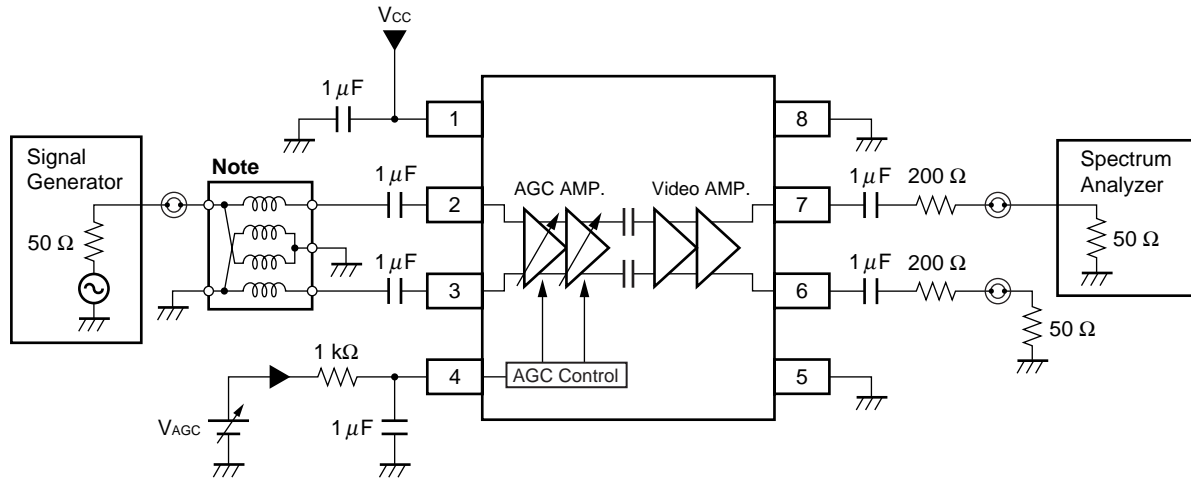 VCC
1 μF
1
8
Signal
Generator
Note
1 μF
AGC AMP.
Video AMP.
1 μF
200 Ω
Spectrum
Analyzer
2
7
50 Ω
50 Ω
1 μF
1 μF
200 Ω
3
6
50 Ω
1 kΩ
4
AGC Control
5
VAGC
1 μF